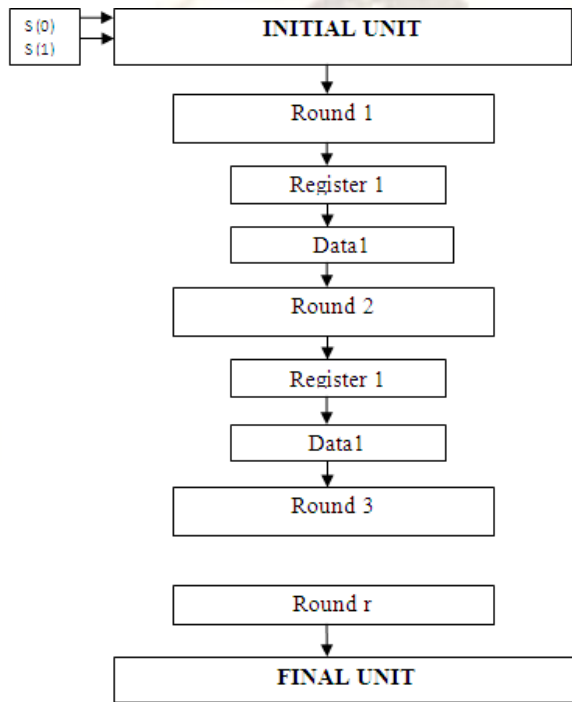 S(0)
S(1)
INITIAL UNIT
Round 1
Register 1
Data1
Round 2
Register 1
Data1
Round 3
Round r
FINAL UNIT